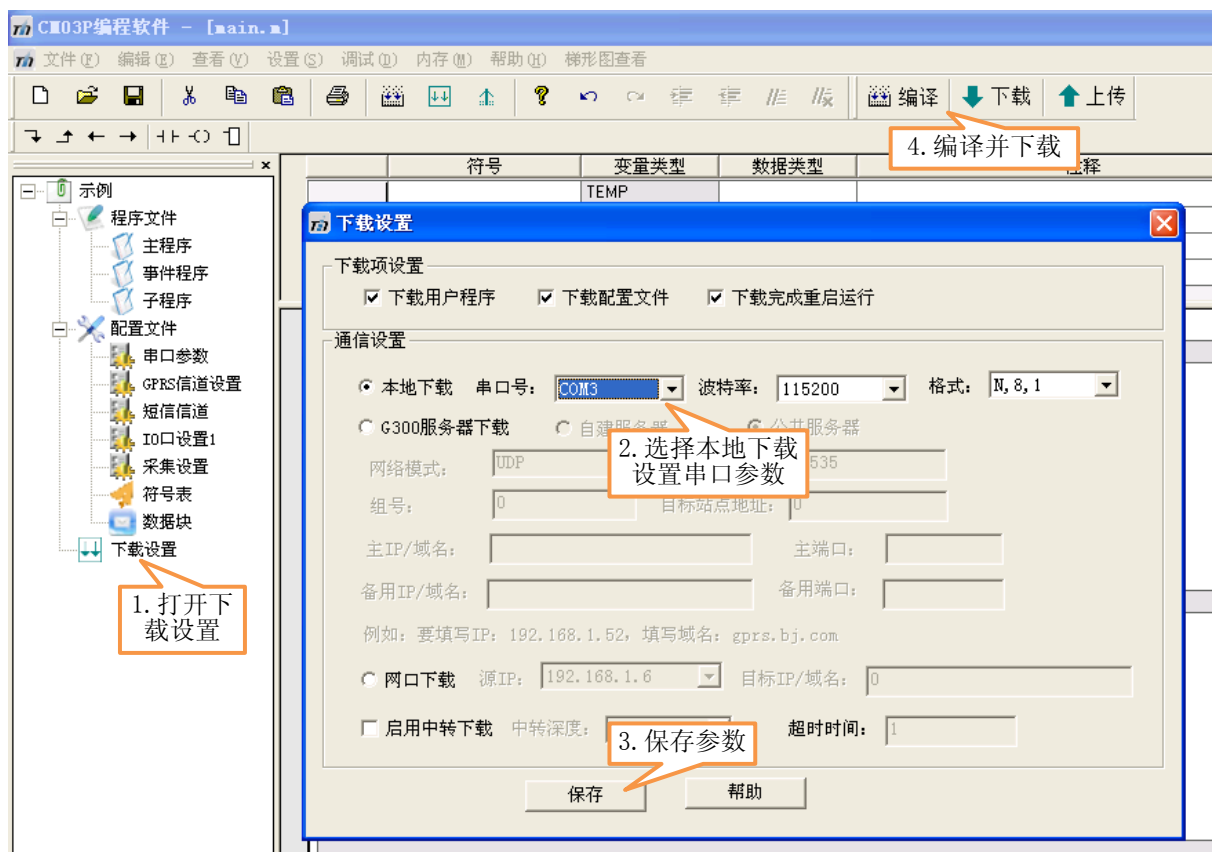 CM03P编程软件 - [main.m]
文件(F) 编辑(E) 查看(V) 设置(S) 调试(D) 内存(M) 帮助(H) 梯形图查看
编译 下载 上传
4.编译并下载
符号 变量类型 数据类型 注释
TEMP
示例
程序文件
主程序
事件程序
子程序
配置文件
串口参数
GPRS信道设置
短信信道
IO口设置1
采集设置
符号表
数据块
下载设置
1.打开下
载设置
下载设置
下载项设置
下载用户程序 下载配置文件 下载完成重启运行
通信设置
本地下载 串口号: COM3 波特率: 115200 格式: N,8,1
G300服务器下载 自建服务器 公共服务器
2.选择本地下载
设置串口参数
网络模式: UDP 535
组号: 0 目标站点地址: 0
主IP/域名: 主端口:
备用IP/域名: 备用端口:
例如: 要填写IP: 192.168.1.52, 填写域名: gprs.bj.com
网口下载 源IP: 192.168.1.6 目标IP/域名: 0
启用中转下载 中转深度: 超时时间: 1
3.保存参数
保存 帮助